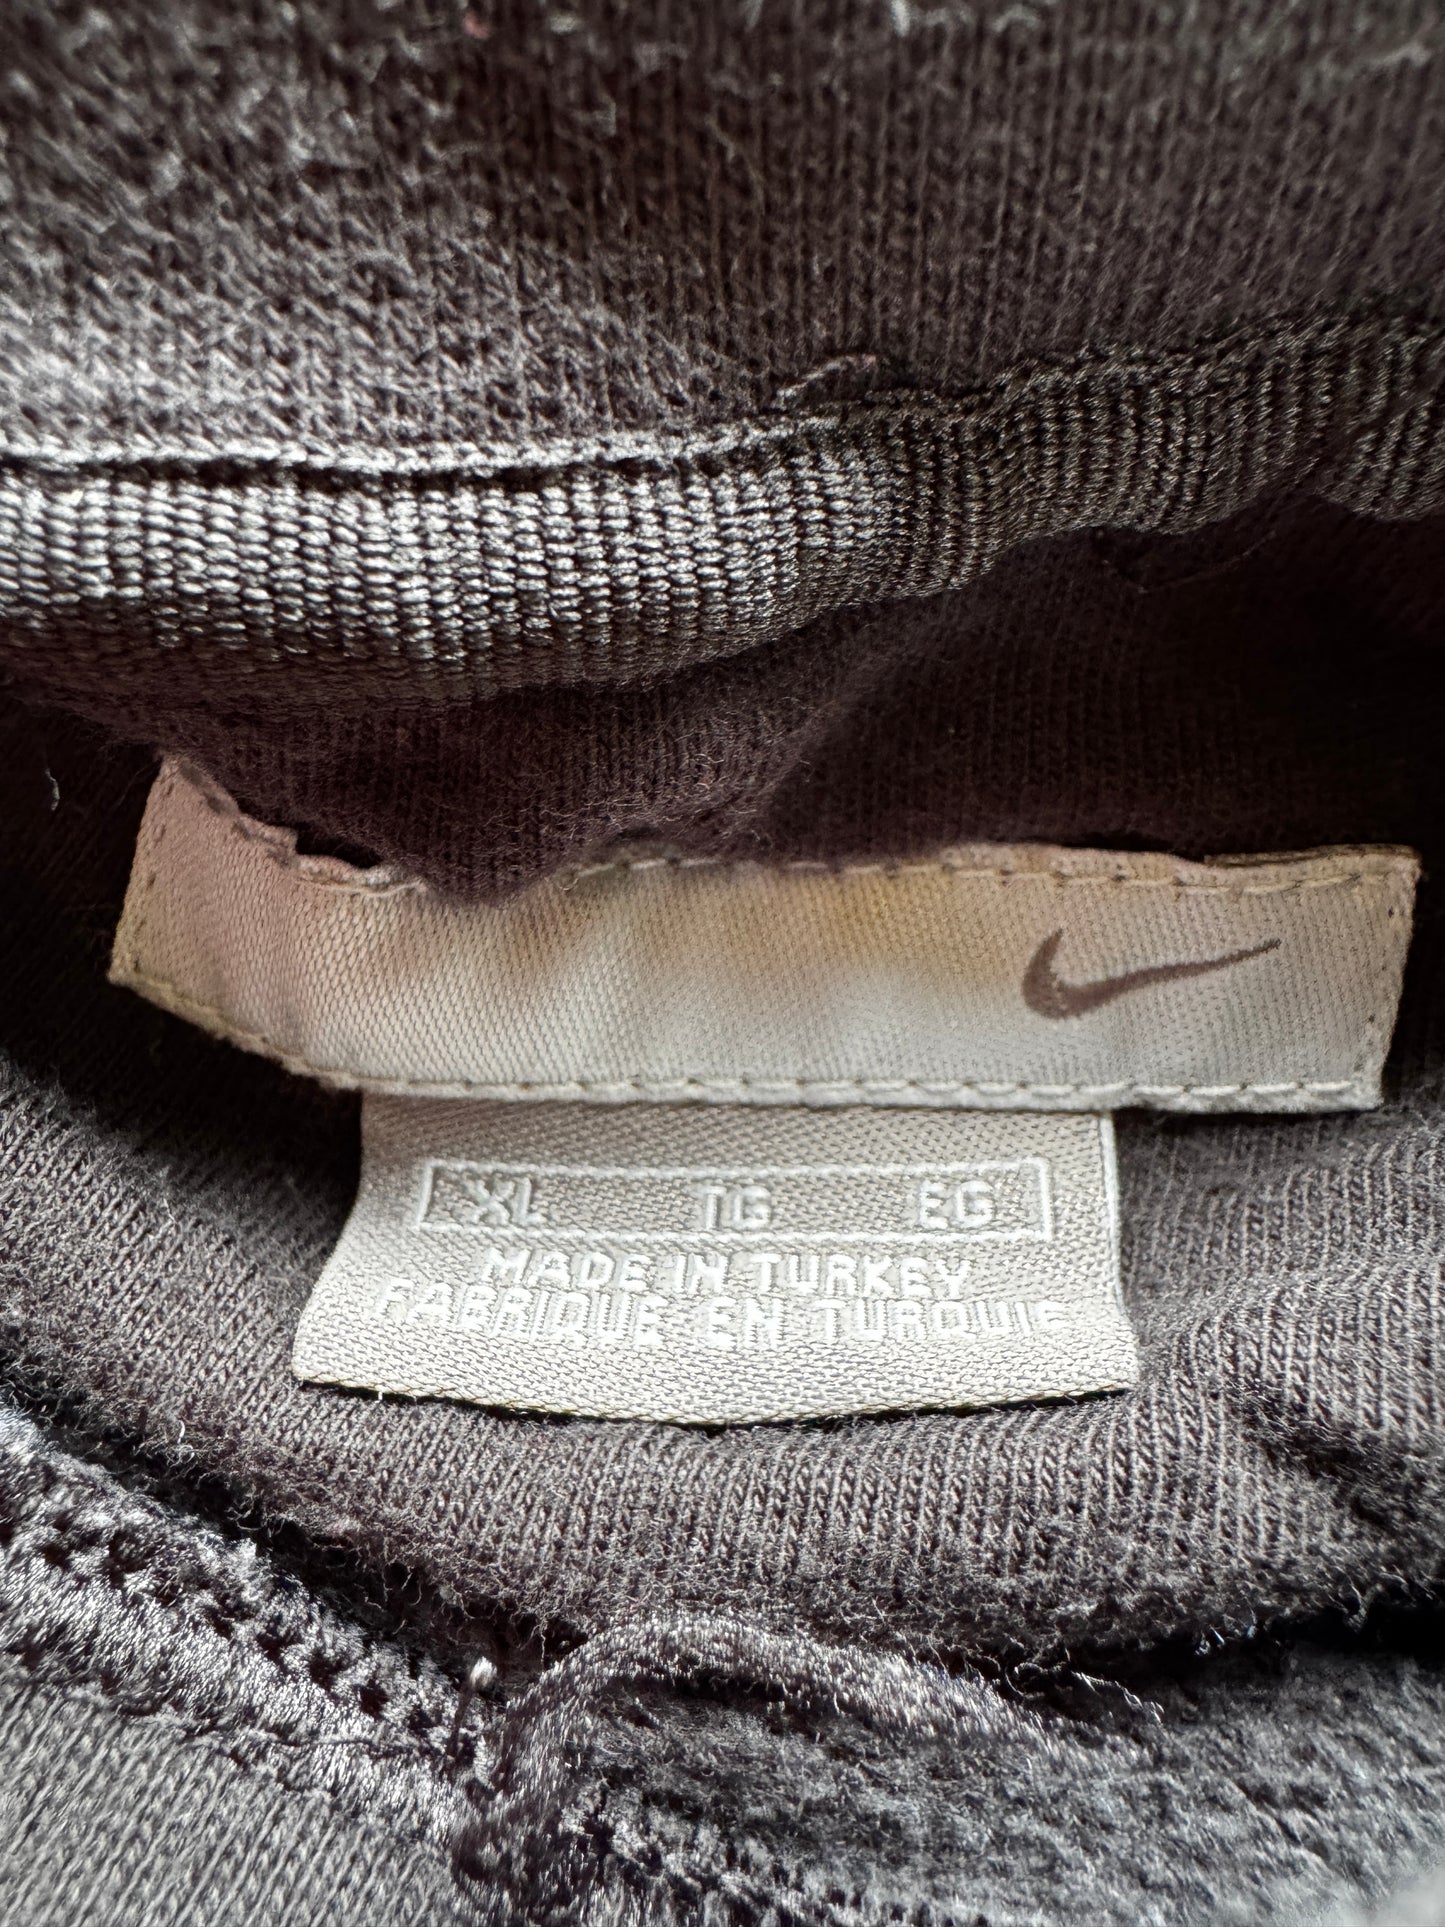 XL TG EG
MADE IN TURKEY
FABRIQUE EN TURQUIE